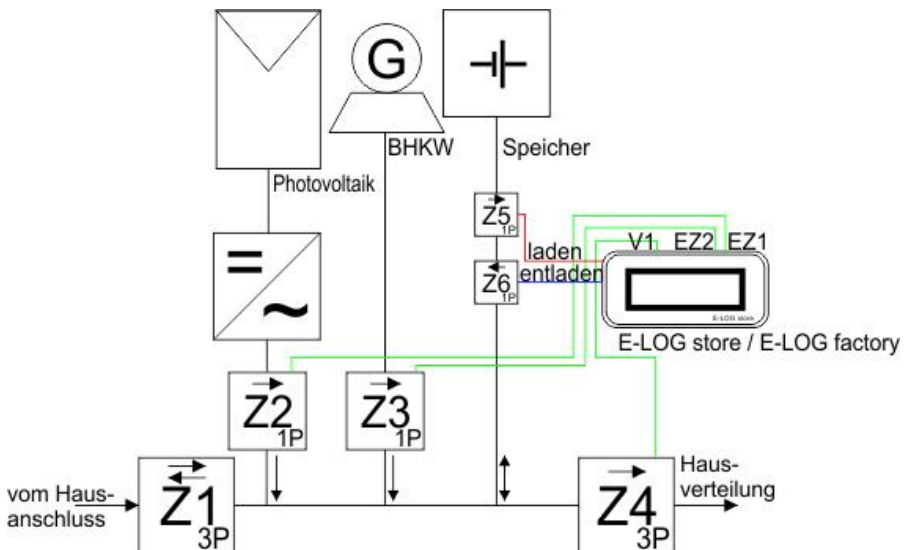 G
BHKW
Speicher
Photovoltaik
=
~
Z5
1P
laden
V1 EZ2 EZ1
Z6
1P
entladen
E-LOG store
E-LOG store / E-LOG factory
Z2
1P
Z3
1P
vom Haus-
anschluss
Z1
3P
Z4
3P
Haus-
verteilung